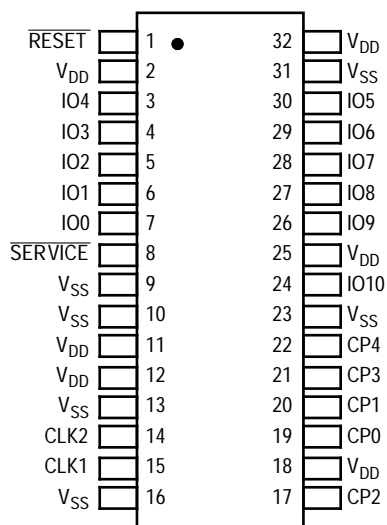 RESET 1 32 VDD
VDD 2 31 VSS
IO4 3 30 IO5
IO3 4 29 IO6
IO2 5 28 IO7
IO1 6 27 IO8
IO0 7 26 IO9
SERVICE 8 25 VDD
VSS 9 24 IO10
VSS 10 23 VSS
VDD 11 22 CP4
VDD 12 21 CP3
VSS 13 20 CP1
CLK2 14 19 CP0
CLK1 15 18 VDD
VSS 16 17 CP2